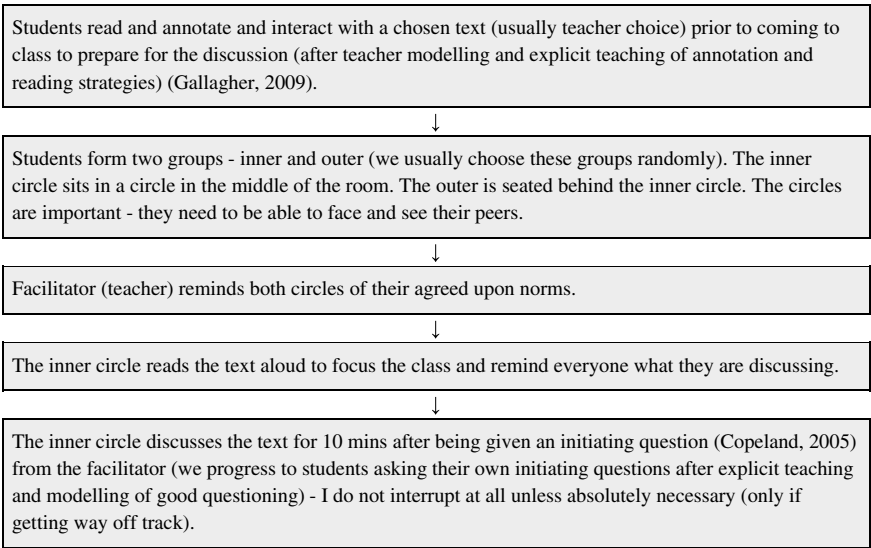 Students read and annotate and interact with a chosen text (usually teacher choice) prior to coming to
class to prepare for the discussion (after teacher modelling and explicit teaching of annotation and
reading strategies) (Gallagher, 2009).
↓
Students form two groups - inner and outer (we usually choose these groups randomly). The inner
circle sits in a circle in the middle of the room. The outer is seated behind the inner circle. The circles
are important - they need to be able to face and see their peers.
↓
Facilitator (teacher) reminds both circles of their agreed upon norms.
↓
The inner circle reads the text aloud to focus the class and remind everyone what they are discussing.
↓
The inner circle discusses the text for 10 mins after being given an initiating question (Copeland, 2005)
from the facilitator (we progress to students asking their own initiating questions after explicit teaching
and modelling of good questioning) - I do not interrupt at all unless absolutely necessary (only if
getting way off track).